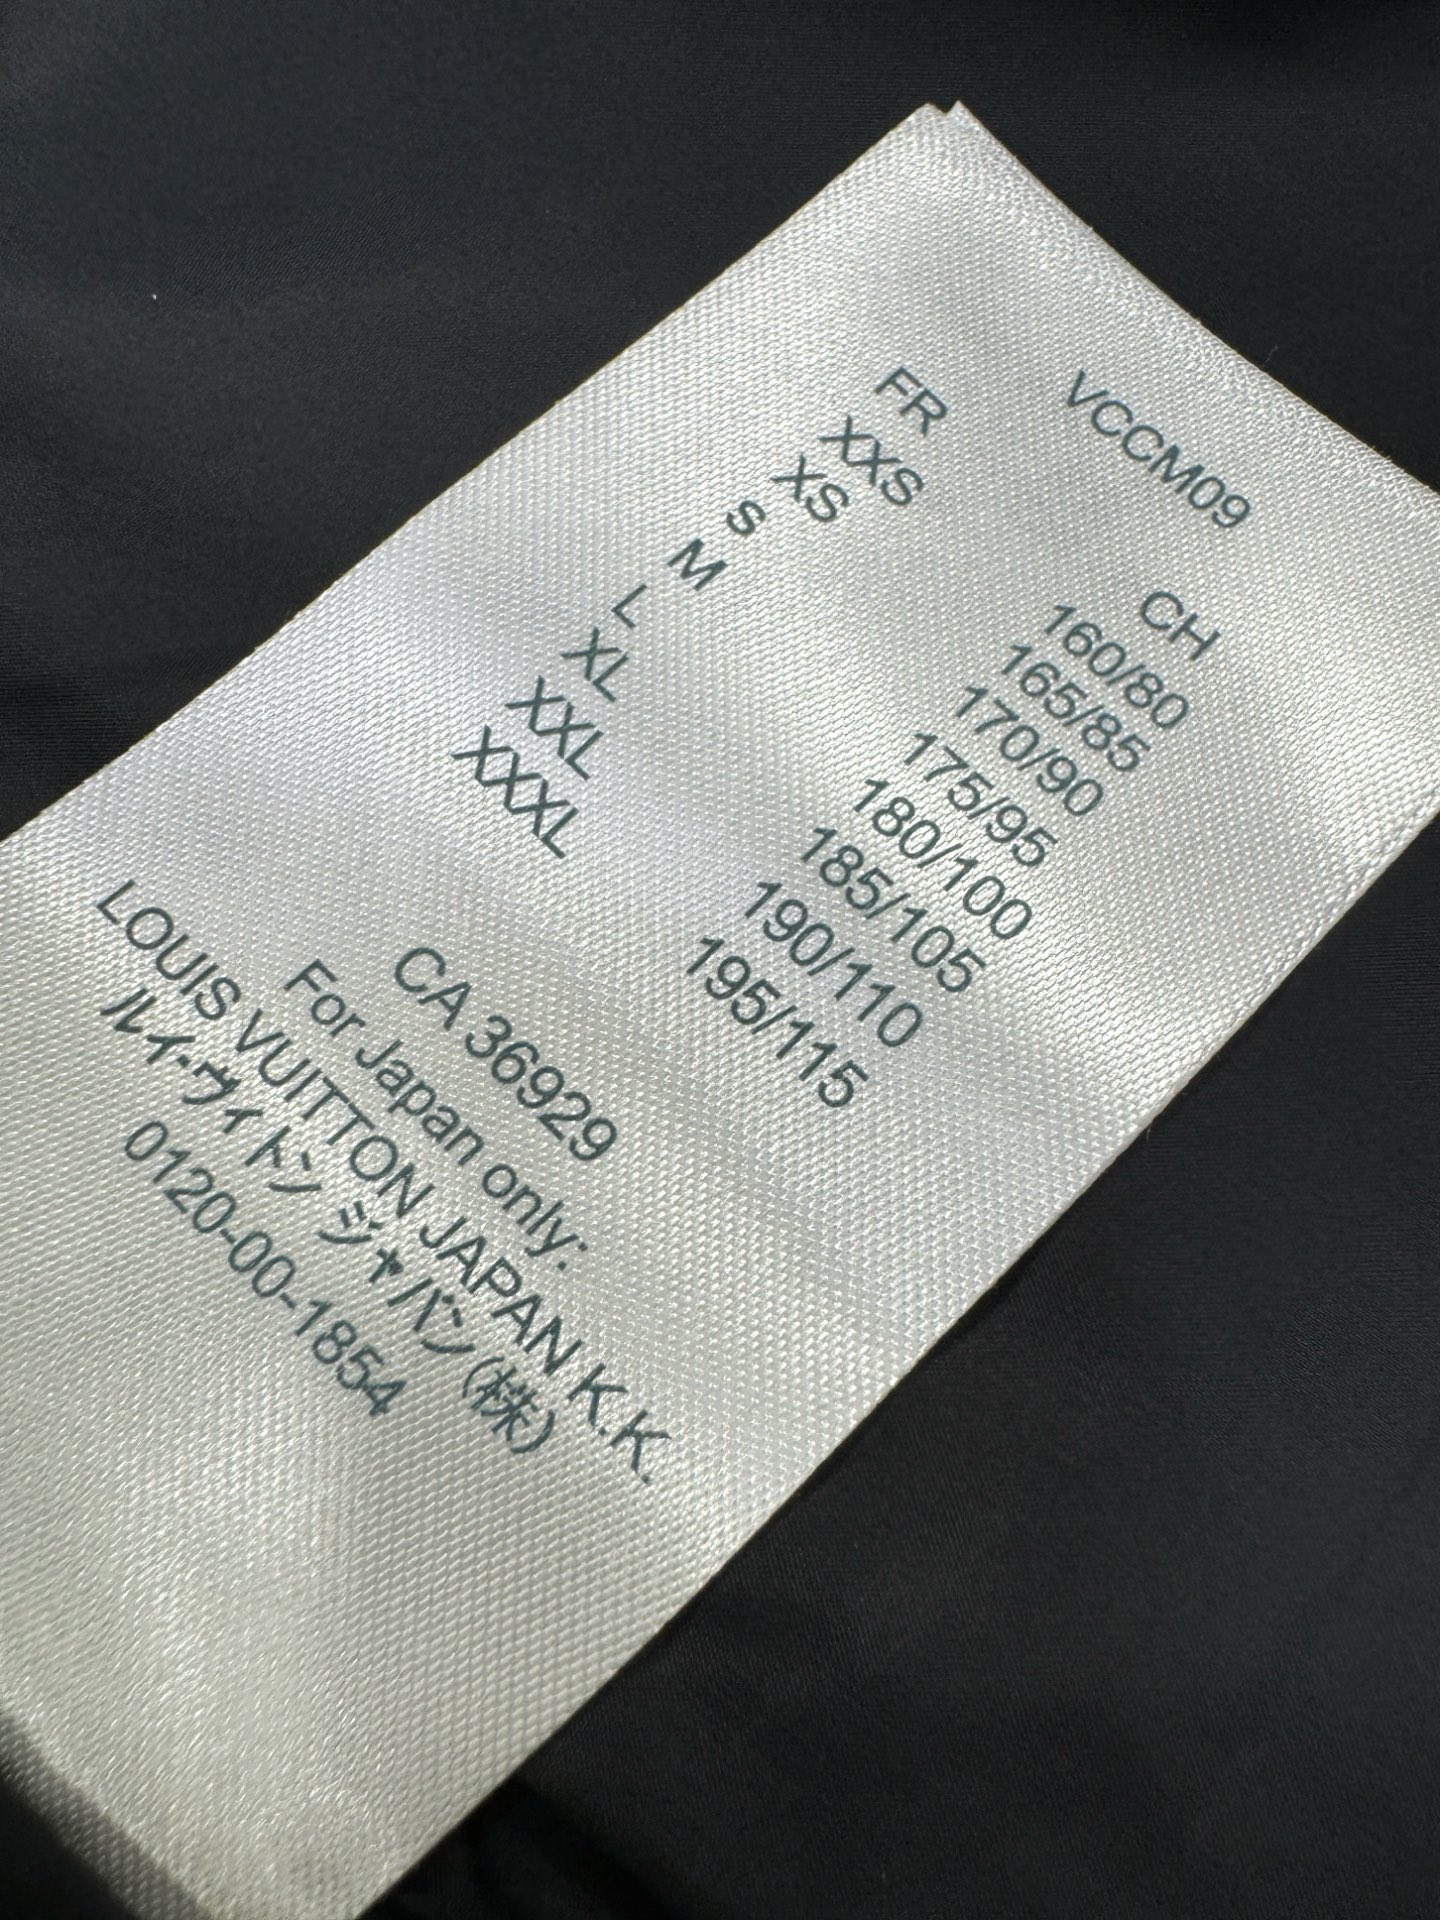 VCCM09
FR CH
XXS 160/80
XS 165/85
s 170/90
M 175/95
L 180/100
XL 185/105
XXL 190/110
XXXL 195/115
CA 36929
For Japan only:
LOUIS VUITTON JAPAN K.K.
ルイ・ヴィトン ジャパン(株)
0120-00-1854